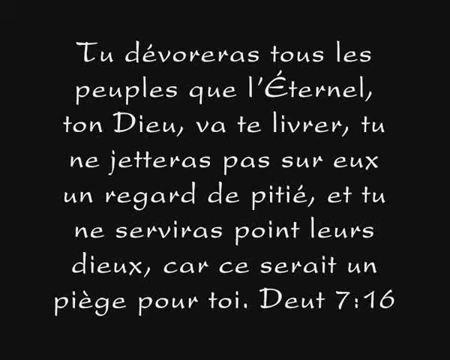 Tu dévoreras tous les
peuples que l'Éternel,
ton Dieu, va te livrer, tu
ne jetteras pas sur eux
un regard de pitié, et tu
ne serviras point leurs
dieux, car ce serait un
piège pour toi. Deut 7:16